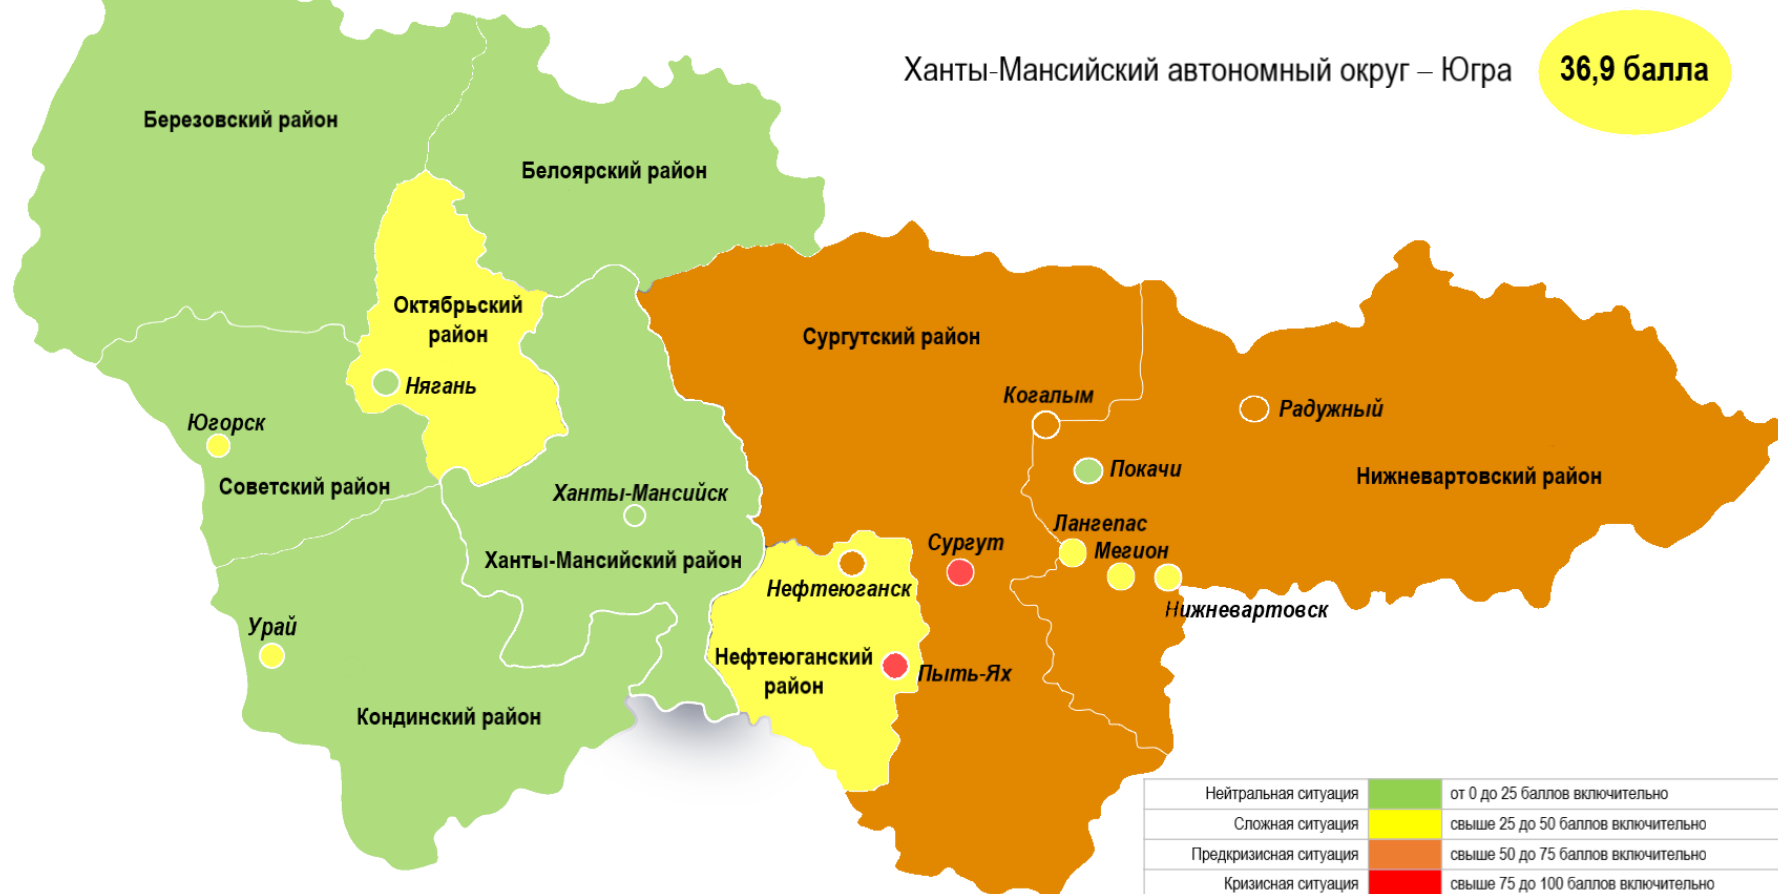 Ханты-Мансийский автономный округ – Югра
36,9 балла
Березовский район
Белоярский район
Октябрьский
район
Нягань
Сургутский район
Когалым
Радужный
Югорск
Покачи
Советский район
Нижневартовский район
Ханты-Мансийск
Лангепас
Сургут
Мегион
Ханты-Мансийский район
Нефтеюганск
Нижневартовск
Урай
Нефтеюганский
район
Пыть-Ях
Кондинский район
Нейтральная ситуация от 0 до 25 баллов включительно
Сложная ситуация свыше 25 до 50 баллов включительно
Предкризисная ситуация свыше 50 до 75 баллов включительно
Кризисная ситуация свыше 75 до 100 баллов включительно